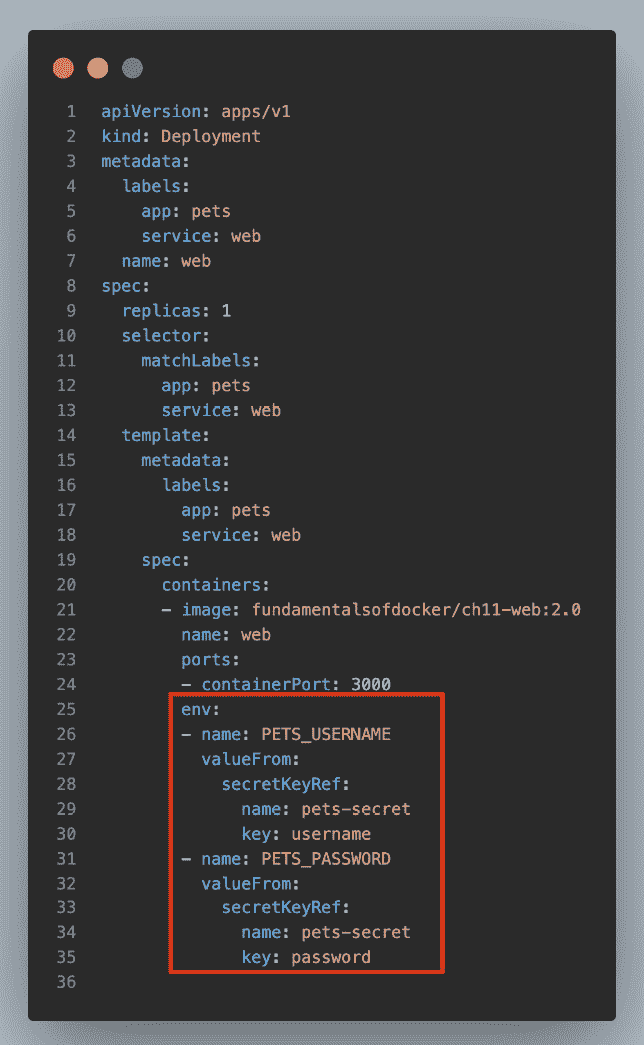 1 apiVersion: apps/v1
2 kind: Deployment
3 metadata:
4   labels:
5     app: pets
6     service: web
7   name: web
8 spec:
9   replicas: 1
10   selector:
11     matchLabels:
12       app: pets
13       service: web
14   template:
15     metadata:
16       labels:
17         app: pets
18         service: web
19     spec:
20       containers:
21       - image: fundamentalsofdocker/ch11-web:2.0
22         name: web
23         ports:
24         - containerPort: 3000
25         env:
26         - name: PETS_USERNAME
27           valueFrom:
28             secretKeyRef:
29               name: pets-secret
30               key: username
31         - name: PETS_PASSWORD
32           valueFrom:
33             secretKeyRef:
34               name: pets-secret
35               key: password
36